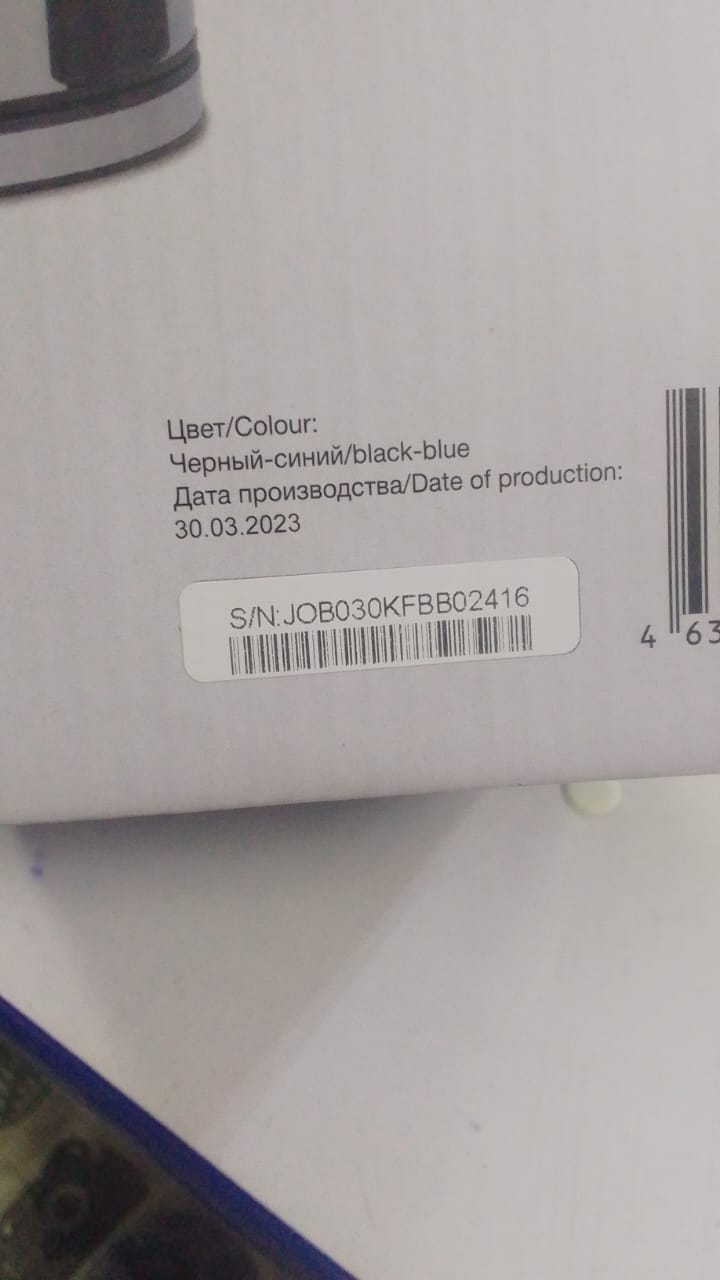 Цвет/Colour:
Черный-синий/black-blue
Дата производства/Date of production:
30.03.2023
S/N:JOB030KFBB02416
4 63